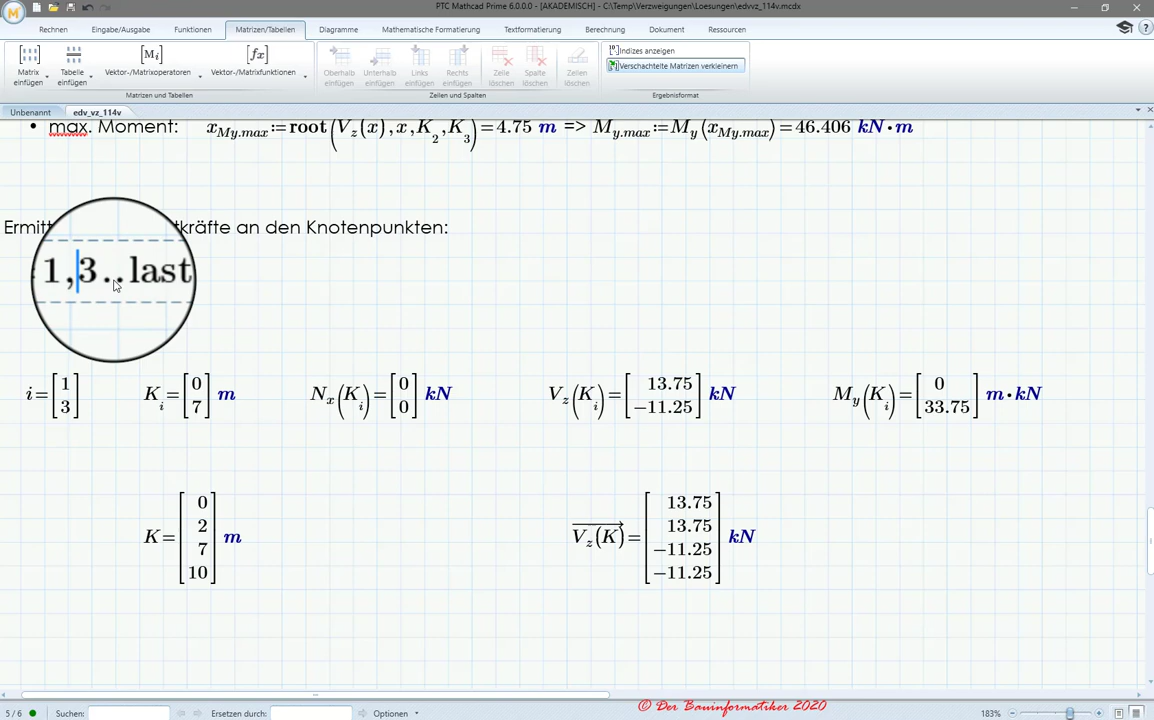 PTC Mathcad Prime 6.0.0.0 - [AKADEMISCH] - C:\Temp\Verzweigungen\Loesungen\edvvz_114v.mcdx
Rechnen Eingabe/Ausgabe Funktionen Matrizen/Tabellen Diagramme Mathematische Formatierung Textformatierung Berechnung Dokument Ressourcen
Matrix einfügen Tabelle einfügen Vektor-/Matrixoperatoren Vektor-/Matrixfunktionen Oberhalb einfügen Unterhalb einfügen Links einfügen Rechts einfügen Zeile löschen Spalte löschen Zellen löschen Indizes anzeigen
Verschachtelte Matrizen verkleinern
Matrizen und Tabellen Zeilen und Spalten Ergebnisformat
Unbenannt edv_vz_114v
• max. Moment: x_My.max := root(V_z(x), x, K_2, K_3) = 4.75 m => M_y.max := M_y(x_My.max) = 46.406 kN·m
Ermitt kräfte an den Knotenpunkten:
1,3..last
i = [1 3] K_i = [0 7] m N_x(K_i) = [0 0] kN V_z(K_i) = [13.75 −11.25] kN M_y(K_i) = [0 33.75] m·kN
K = [0 2 7 10] m V_z(K) = [13.75 13.75 −11.25 −11.25] kN
© Der Bauinformatiker 2020
5 / 6 Suchen: Ersetzen durch: Optionen 183%